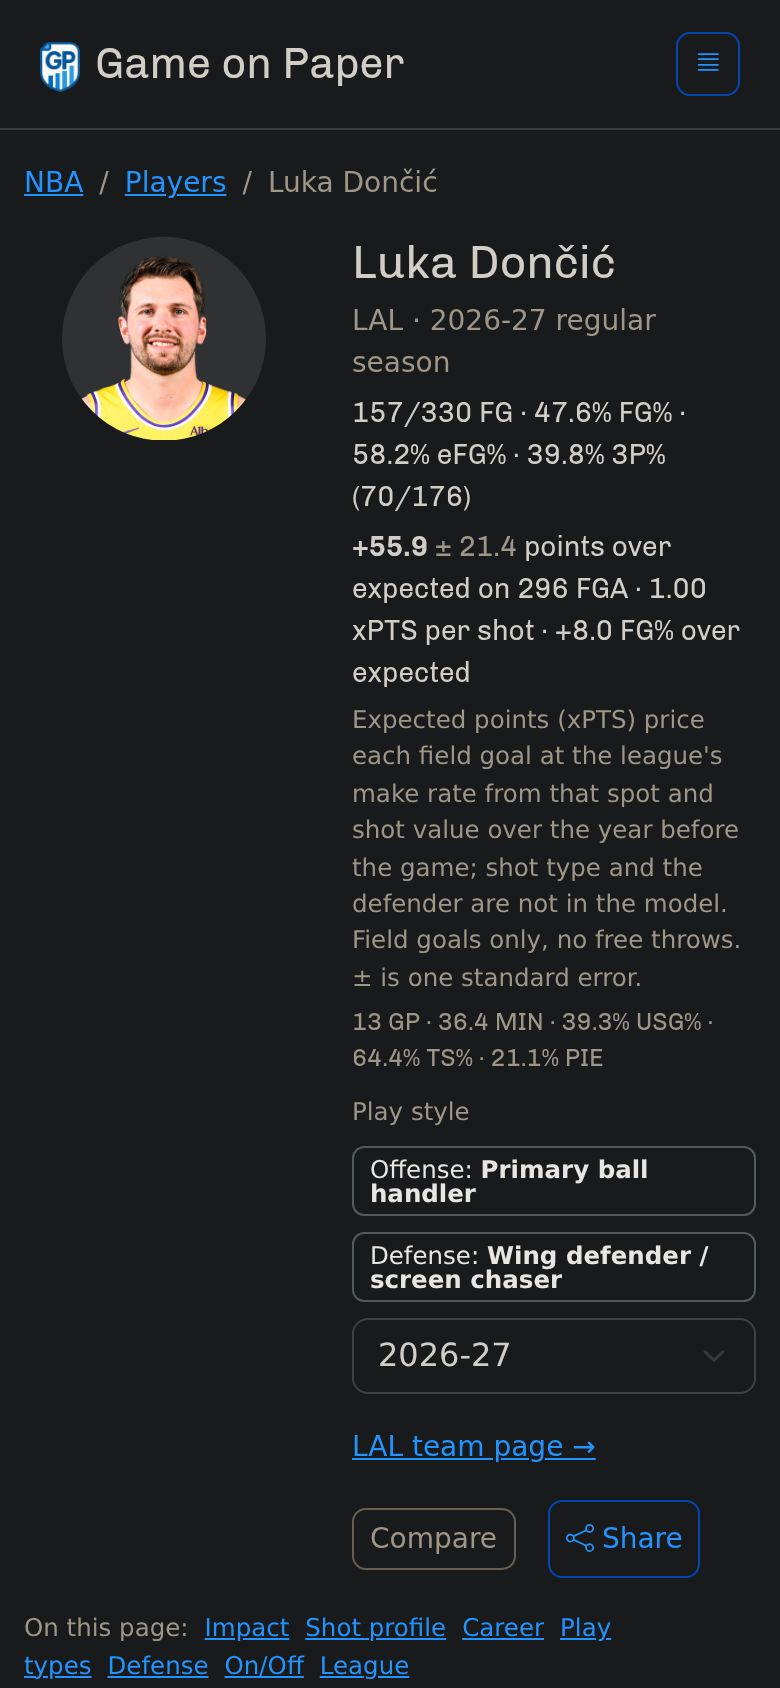 GP Game on Paper
NBA / Players / Luka Dončić
Luka Dončić
LAL · 2026-27 regular
season
157/330 FG · 47.6% FG% ·
58.2% eFG% · 39.8% 3P%
(70/176)
+55.9 ± 21.4 points over
expected on 296 FGA · 1.00
xPTS per shot · +8.0 FG% over
expected
Expected points (xPTS) price
each field goal at the league's
make rate from that spot and
shot value over the year before
the game; shot type and the
defender are not in the model.
Field goals only, no free throws.
± is one standard error.
13 GP · 36.4 MIN · 39.3% USG% ·
64.4% TS% · 21.1% PIE
Play style
Offense: Primary ball
handler
Defense: Wing defender /
screen chaser
2026-27
LAL team page →
Compare
Share
On this page: Impact Shot profile Career Play
types Defense On/Off League